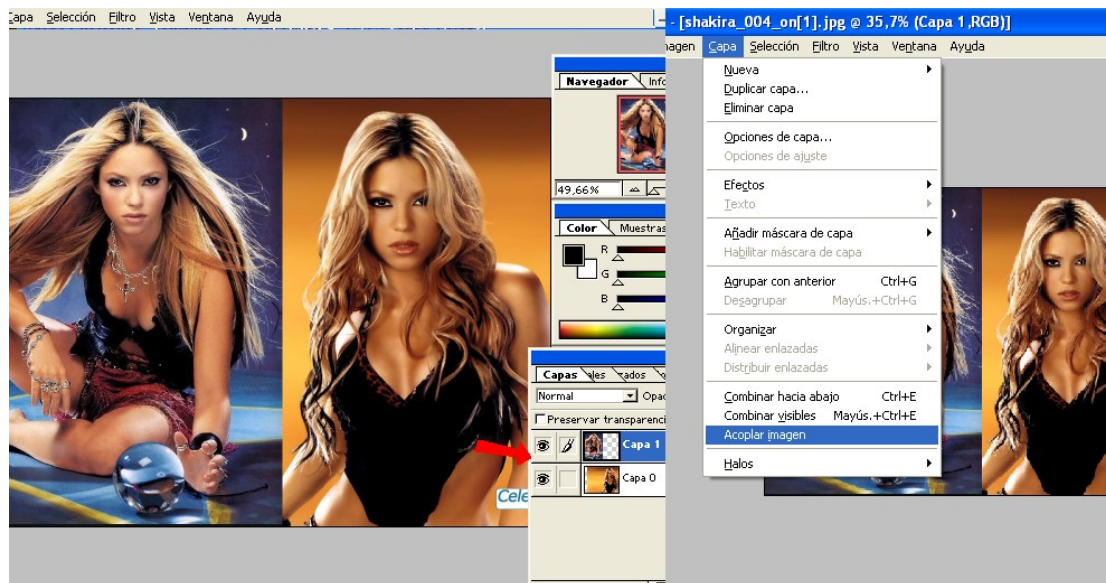 Capa Selección Filtro Vista Ventana Ayuda
Navegador
49,66%
Color Muestras
R
G
B
Capas
Normal
Preservar transparenci
Capa 1
Capa 0
Cele
- [shakira_004_on[1].jpg @ 35,7% (Capa 1,RGB)]
agen Capa Selección Filtro Vista Ventana Ayuda
Nueva
Duplicar capa...
Eliminar capa
Opciones de capa...
Opciones de ajuste
Efectos
Texto
Añadir máscara de capa
Habilitar máscara de capa
Agrupar con anterior Ctrl+G
Desagrupar Mayús.+Ctrl+G
Organizar
Alinear enlazadas
Distribuir enlazadas
Combinar hacia abajo Ctrl+E
Combinar visibles Mayús.+Ctrl+E
Acoplar imagen
Halos